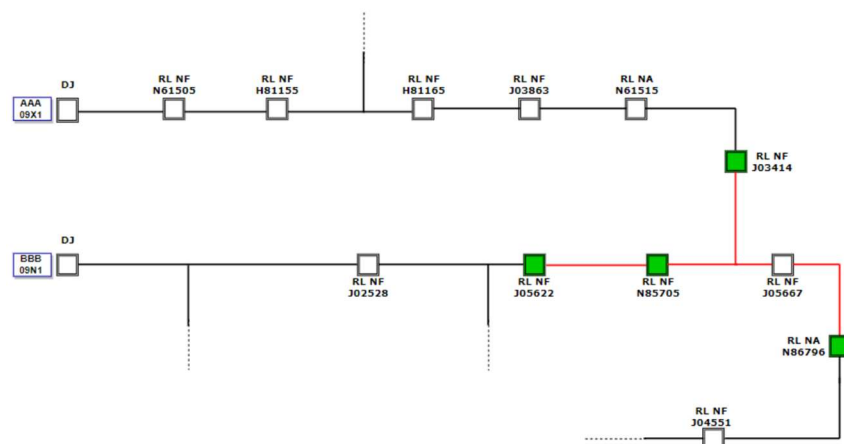 DJ
RL NF
N61505
RL NF
H81155
RL NF
H81165
RL NF
J03863
RL NA
N61515
AAA
09X1
RL NF
J03414
DJ
BBB
09N1
RL NF
J02528
RL NF
J05622
RL NF
N85705
RL NF
J05667
RL NA
N86796
RL NF
J04551